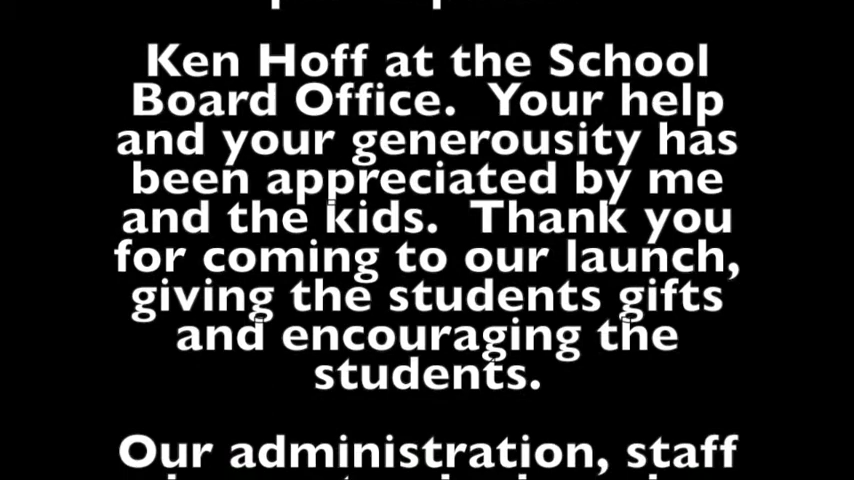 Ken Hoff at the School
Board Office. Your help
and your generousity has
been appreciated by me
and the kids. Thank you
for coming to our launch,
giving the students gifts
and encouraging the
students.
Our administration, staff